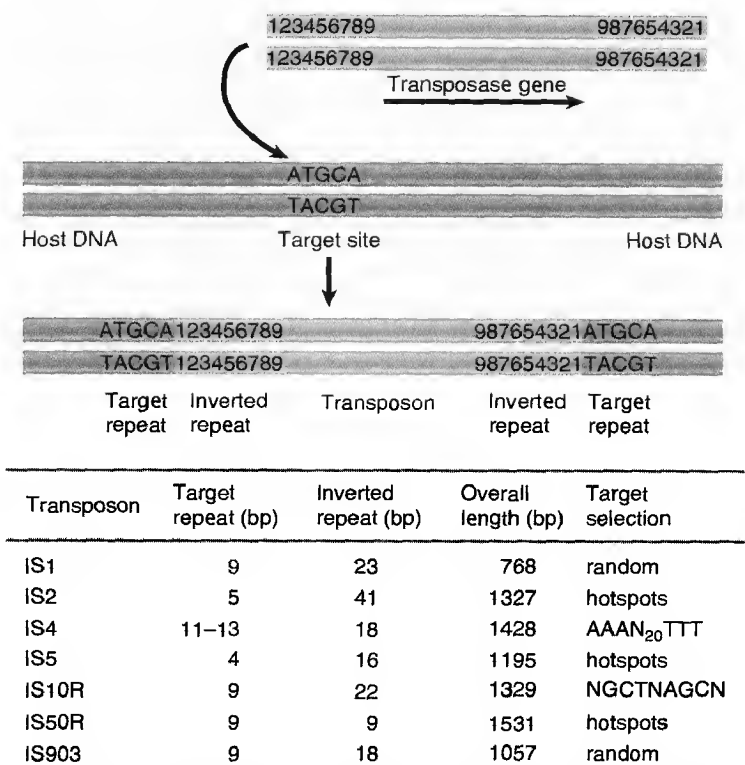 123456789 987654321
123456789 987654321
Transposase gene
ATGCA
TACGT
Host DNA Target site Host DNA
ATGCA123456789 987654321ATGCA
TACGT123456789 987654321TACGT
Target repeat Inverted repeat Transposon Inverted repeat Target repeat
Transposon Target repeat (bp) Inverted repeat (bp) Overall length (bp) Target selection
IS1 9 23 768 random
IS2 5 41 1327 hotspots
IS4 11–13 18 1428 AAAN₂₀TTT
IS5 4 16 1195 hotspots
IS10R 9 22 1329 NGCTNAGCN
IS50R 9 9 1531 hotspots
IS903 9 18 1057 random